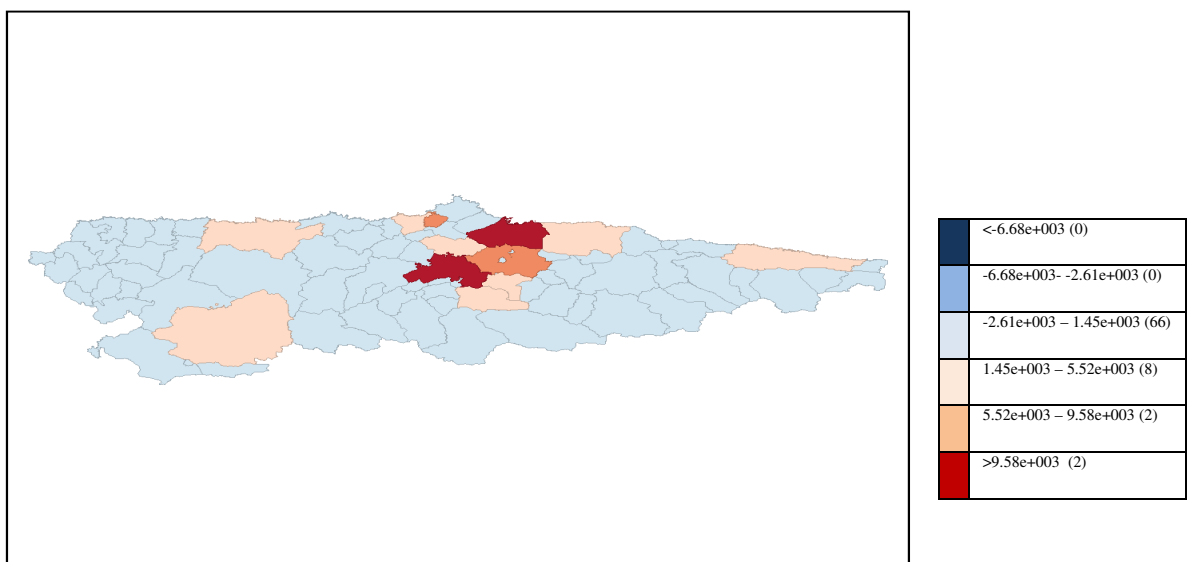 <-6.68e+003 (0)
-6.68e+003- -2.61e+003 (0)
-2.61e+003 – 1.45e+003 (66)
1.45e+003 – 5.52e+003 (8)
5.52e+003 – 9.58e+003 (2)
>9.58e+003  (2)